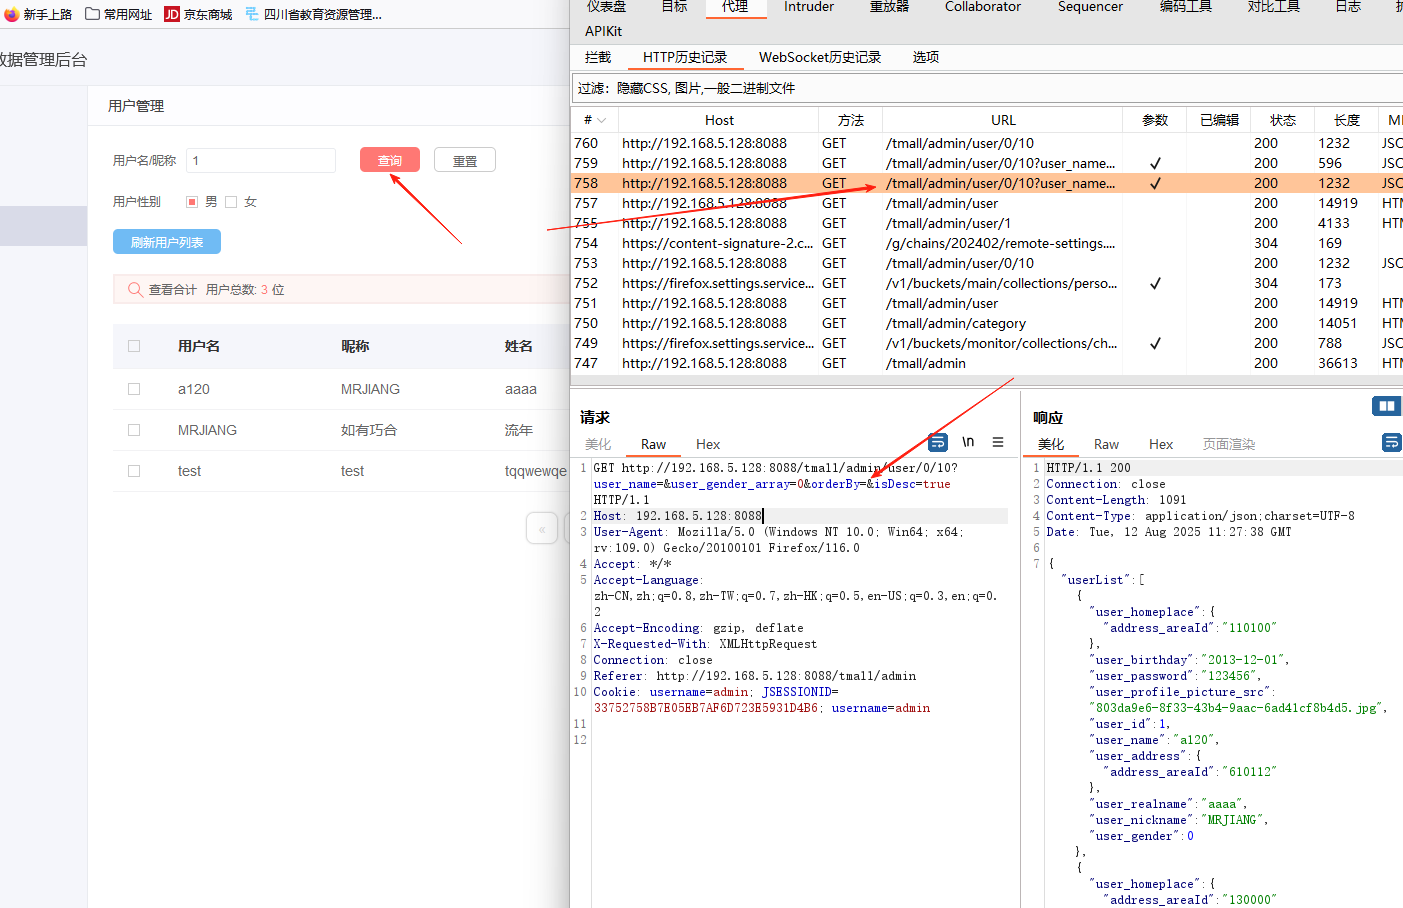 新手上路 常用网址 JD 京东商城 四川省教育资源管理...
数据管理后台
用户管理
用户名/昵称 1 查询 重置
用户性别 男 女
刷新用户列表
查看合计 用户总数: 3 位
用户名 昵称 姓名
a120 MRJIANG aaaa
MRJIANG 如有巧合 流年
test test tqqwewqe
«
仪表盘 目标 代理 Intruder 重放器 Collaborator Sequencer 编码工具 对比工具 日志
APIKit
拦截 HTTP历史记录 WebSocket历史记录 选项
过滤：隐藏CSS, 图片,一般二进制文件
# Host 方法 URL 参数 已编辑 状态 长度 MI
760 http://192.168.5.128:8088 GET /tmall/admin/user/0/10 200 1232 JSO
759 http://192.168.5.128:8088 GET /tmall/admin/user/0/10?user_name... ✓ 200 596 JSO
758 http://192.168.5.128:8088 GET /tmall/admin/user/0/10?user_name... ✓ 200 1232 JSO
757 http://192.168.5.128:8088 GET /tmall/admin/user 200 14919 HTM
755 http://192.168.5.128:8088 GET /tmall/admin/user/1 200 4133 HTM
754 https://content-signature-2.c... GET /g/chains/202402/remote-settings.... 304 169
753 http://192.168.5.128:8088 GET /tmall/admin/user/0/10 200 1232 JSO
752 https://firefox.settings.service... GET /v1/buckets/main/collections/perso... ✓ 304 173
751 http://192.168.5.128:8088 GET /tmall/admin/user 200 14919 HTM
750 http://192.168.5.128:8088 GET /tmall/admin/category 200 14051 HTM
749 https://firefox.settings.service... GET /v1/buckets/monitor/collections/ch... ✓ 200 788 JSO
747 http://192.168.5.128:8088 GET /tmall/admin 200 36613 HTM
请求
美化 Raw Hex \n
1 GET http://192.168.5.128:8088/tmall/admin/user/0/10?
user_name=&user_gender_array=0&orderBy=&isDesc=true
HTTP/1.1
2 Host: 192.168.5.128:8088
3 User-Agent: Mozilla/5.0 (Windows NT 10.0; Win64; x64;
rv:109.0) Gecko/20100101 Firefox/116.0
4 Accept: */*
5 Accept-Language:
zh-CN,zh;q=0.8,zh-TW;q=0.7,zh-HK;q=0.5,en-US;q=0.3,en;q=0.
2
6 Accept-Encoding: gzip, deflate
7 X-Requested-With: XMLHttpRequest
8 Connection: close
9 Referer: http://192.168.5.128:8088/tmall/admin
10 Cookie: username=admin; JSESSIONID=
33752758B7E05EB7AF6D723E5931D4B6; username=admin
11
12
响应
美化 Raw Hex 页面渲染
1 HTTP/1.1 200
2 Connection: close
3 Content-Length: 1091
4 Content-Type: application/json;charset=UTF-8
5 Date: Tue, 12 Aug 2025 11:27:38 GMT
6
7 {
"userList":[
{
"user_homeplace":{
"address_areaId":"110100"
},
"user_birthday":"2013-12-01",
"user_password":"123456",
"user_profile_picture_src":
"803da9e6-8f33-43b4-9aac-6ad41cf8b4d5.jpg",
"user_id":1,
"user_name":"a120",
"user_address":{
"address_areaId":"610112"
},
"user_realname":"aaaa",
"user_nickname":"MRJIANG",
"user_gender":0
},
{
"user_homeplace":{
"address_areaId":"130000"